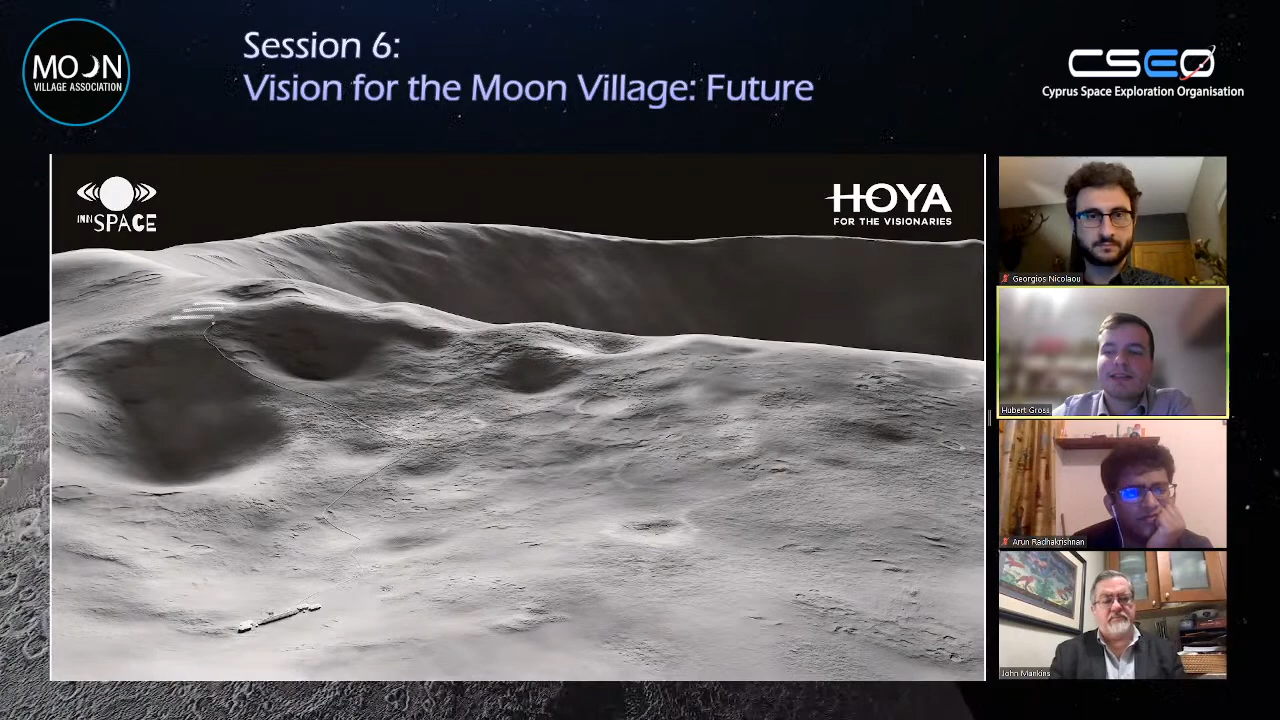 MOON
VILLAGE ASSOCIATION
Session 6:
Vision for the Moon Village: Future
CSEO
Cyprus Space Exploration Organisation
INNSPACE
HOYA
FOR THE VISIONARIES
Georgios Nicolaou
Hubert Gross
Arun Radhakrishnan
John Mankins